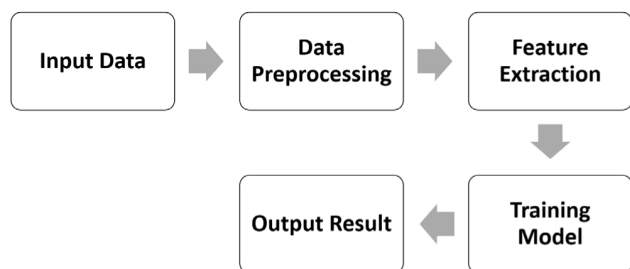 Input Data
Data
Preprocessing
Feature
Extraction
Training
Model
Output Result